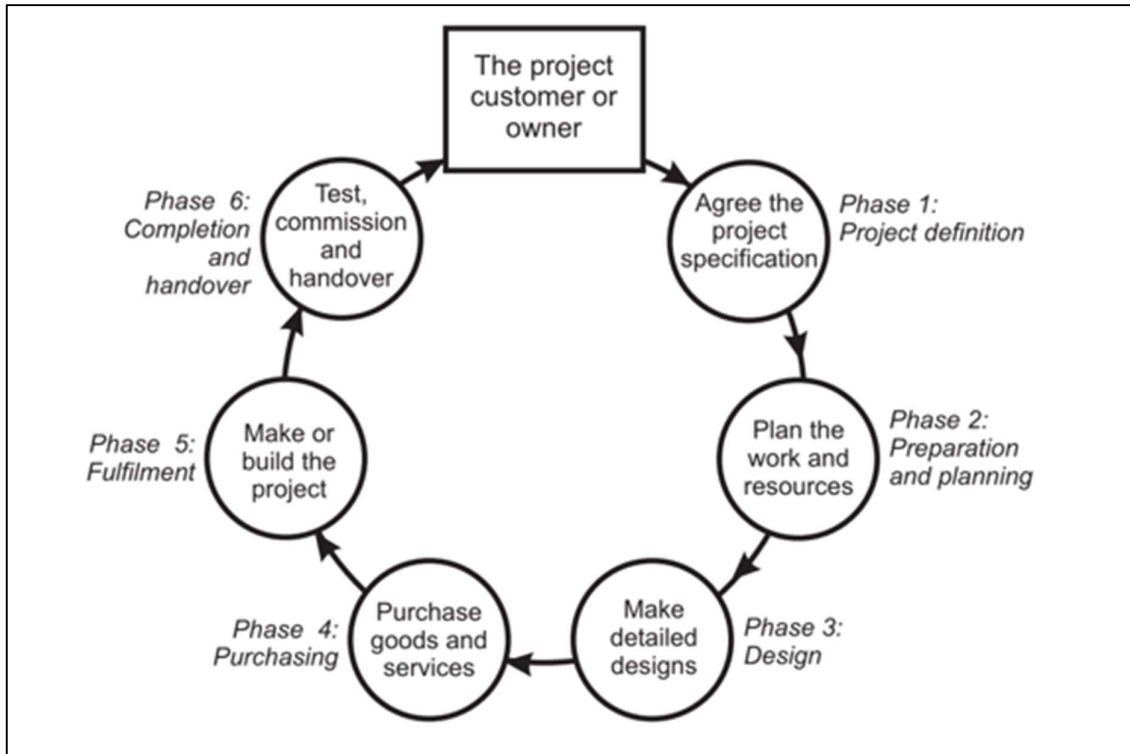 The project
customer or
owner
Agree the
project
specification
Phase 1:
Project definition
Plan the
work and
resources
Phase 2:
Preparation
and planning
Make
detailed
designs
Phase 3:
Design
Purchase
goods and
services
Phase 4:
Purchasing
Make or
build the
project
Phase 5:
Fulfilment
Test,
commission
and
handover
Phase 6:
Completion
and
handover